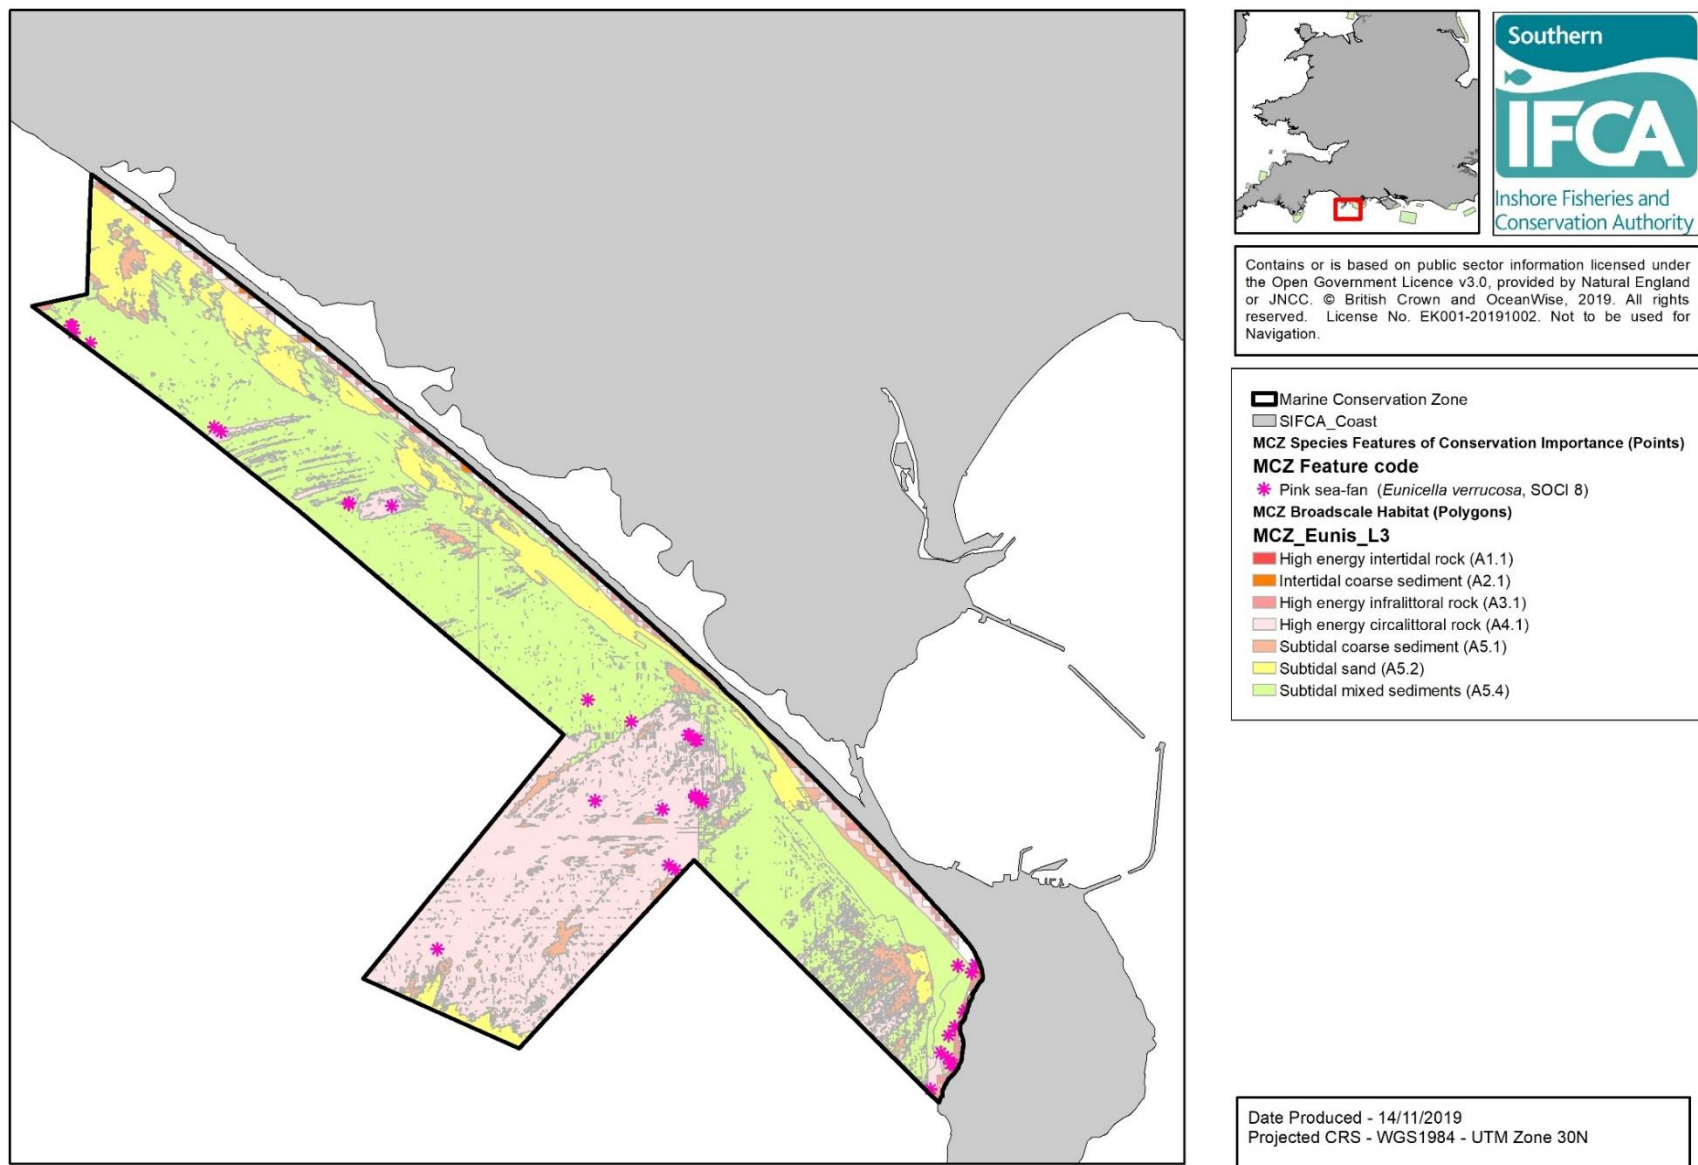 Southern
IFCA
Inshore Fisheries and
Conservation Authority
Contains or is based on public sector information licensed under
the Open Government Licence v3.0, provided by Natural England
or JNCC. © British Crown and OceanWise, 2019. All rights
reserved. License No. EK001-20191002. Not to be used for
Navigation.
Marine Conservation Zone
SIFCA_Coast
MCZ Species Features of Conservation Importance (Points)
MCZ Feature code
Pink sea-fan (Eunicella verrucosa, SOCI 8)
MCZ Broadscale Habitat (Polygons)
MCZ_Eunis_L3
High energy intertidal rock (A1.1)
Intertidal coarse sediment (A2.1)
High energy infralittoral rock (A3.1)
High energy circalittoral rock (A4.1)
Subtidal coarse sediment (A5.1)
Subtidal sand (A5.2)
Subtidal mixed sediments (A5.4)
Date Produced - 14/11/2019
Projected CRS - WGS1984 - UTM Zone 30N